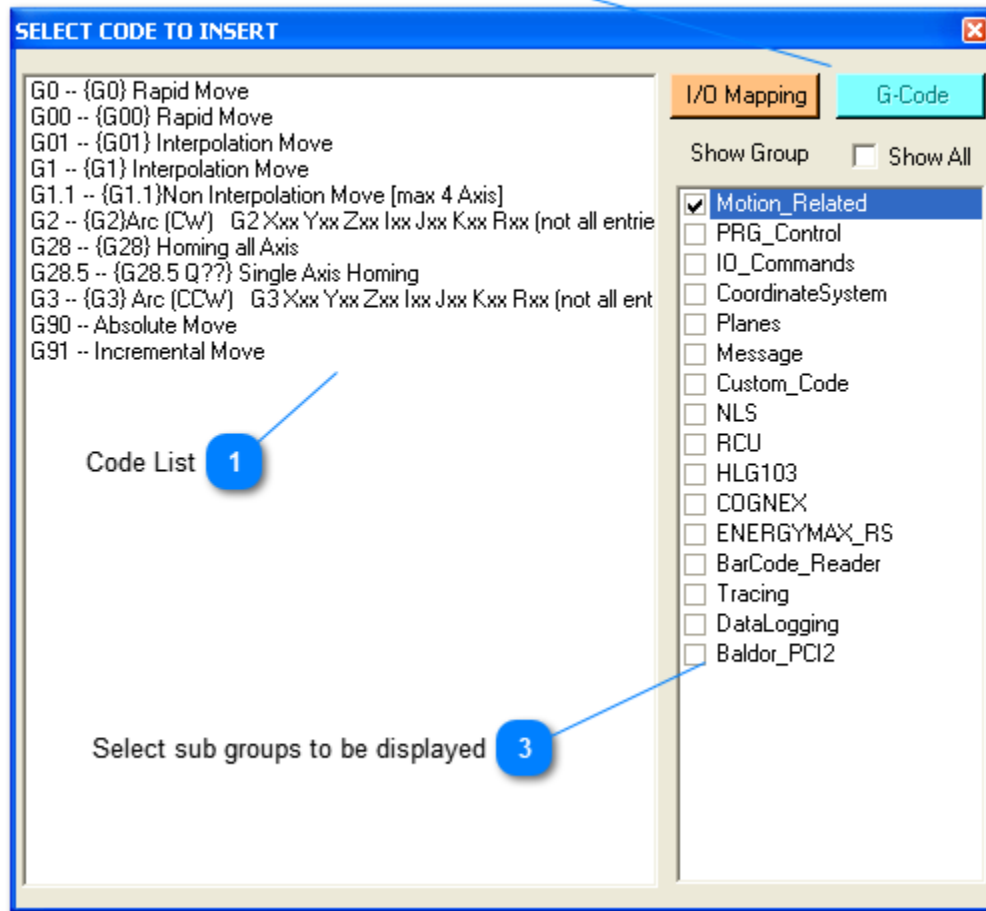 SELECT CODE TO INSERT
G0 -- {G0} Rapid Move
G00 -- {G00} Rapid Move
G01 -- {G01} Interpolation Move
G1 -- {G1} Interpolation Move
G1.1 -- {G1.1}Non Interpolation Move [max 4 Axis]
G2 -- {G2}Arc (CW) G2 Xxx Yxx Zxx Ixx Jxx Kxx Rxx (not all entrie
G28 -- {G28} Homing all Axis
G28.5 -- {G28.5 Q??} Single Axis Homing
G3 -- {G3} Arc (CCW) G3 Xxx Yxx Zxx Ixx Jxx Kxx Rxx (not all ent
G90 -- Absolute Move
G91 -- Incremental Move
Code List 1
Select sub groups to be displayed 3
I/O Mapping G-Code
Show Group Show All
Motion_Related
PRG_Control
IO_Commands
CoordinateSystem
Planes
Message
Custom_Code
NLS
RCU
HLG103
COGNEX
ENERGYMAX_RS
BarCode_Reader
Tracing
DataLogging
Baldor_PCI2